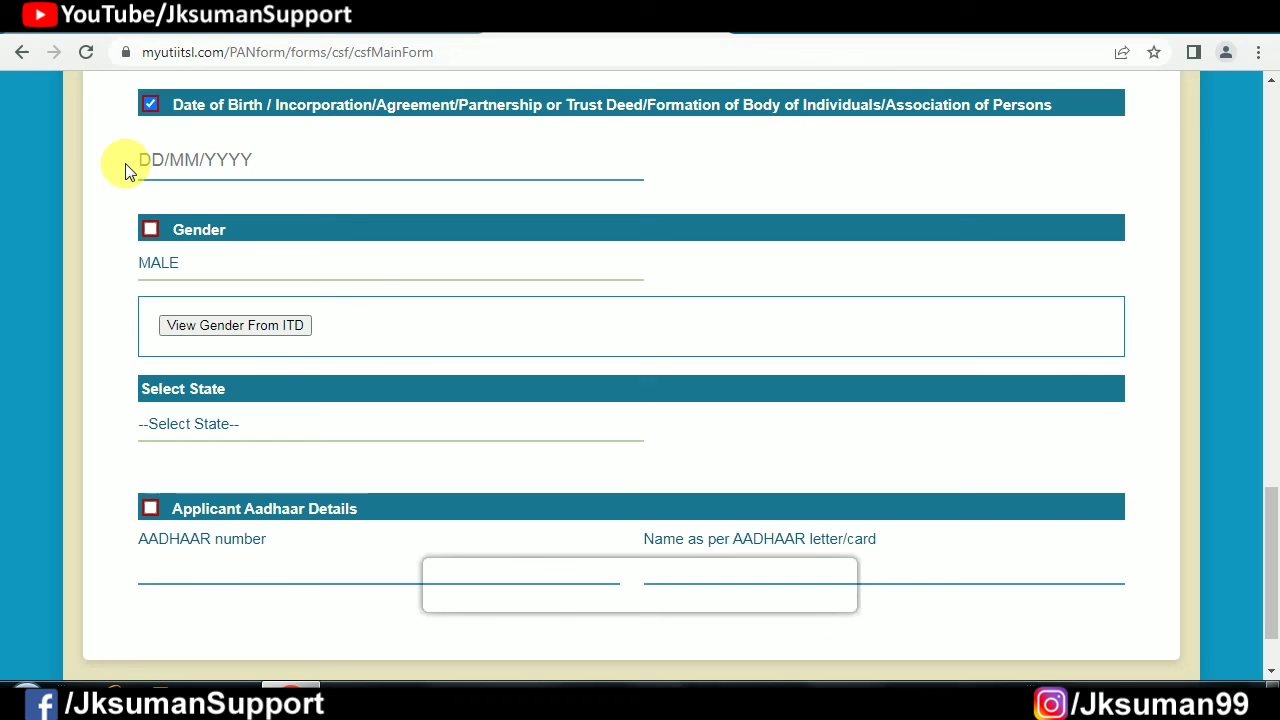 YouTube/JksumanSupport
myutiitsl.com/PANform/forms/csf/csfMainForm
Date of Birth / Incorporation/Agreement/Partnership or Trust Deed/Formation of Body of Individuals/Association of Persons
DD/MM/YYYY
Gender
MALE
View Gender From ITD
Select State
--Select State--
Applicant Aadhaar Details
AADHAAR number Name as per AADHAAR letter/card
/JksumanSupport /Jksuman99